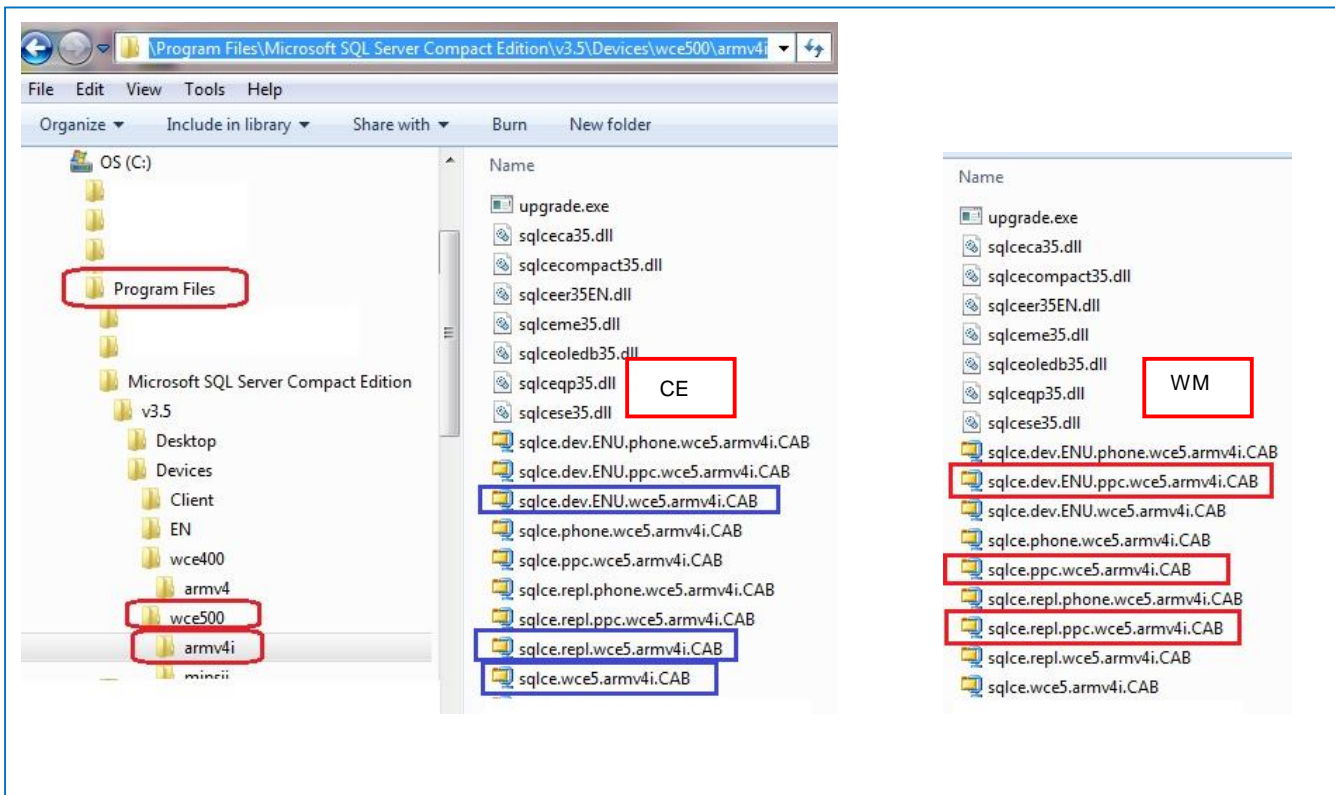 \Program Files\Microsoft SQL Server Compact Edition\v3.5\Devices\wce500\armv4i
File Edit View Tools Help
Organize Include in library Share with Burn New folder
OS (C:)
Program Files
Microsoft SQL Server Compact Edition
v3.5
Desktop
Devices
Client
EN
wce400
armv4
wce500
armv4i
Name
upgrade.exe
sqlceca35.dll
sqlcecompact35.dll
sqlceer35EN.dll
sqlceme35.dll
sqlceoledb35.dll
sqlceqp35.dll
sqlcese35.dll
CE
sqlce.dev.ENU.phone.wce5.armv4i.CAB
sqlce.dev.ENU.ppc.wce5.armv4i.CAB
sqlce.dev.ENU.wce5.armv4i.CAB
sqlce.phone.wce5.armv4i.CAB
sqlce.ppc.wce5.armv4i.CAB
sqlce.repl.phone.wce5.armv4i.CAB
sqlce.repl.ppc.wce5.armv4i.CAB
sqlce.repl.wce5.armv4i.CAB
sqlce.wce5.armv4i.CAB
Name
upgrade.exe
sqlceca35.dll
sqlcecompact35.dll
sqlceer35EN.dll
sqlceme35.dll
sqlceoledb35.dll
sqlceqp35.dll
sqlcese35.dll
WM
sqlce.dev.ENU.phone.wce5.armv4i.CAB
sqlce.dev.ENU.ppc.wce5.armv4i.CAB
sqlce.dev.ENU.wce5.armv4i.CAB
sqlce.phone.wce5.armv4i.CAB
sqlce.ppc.wce5.armv4i.CAB
sqlce.repl.phone.wce5.armv4i.CAB
sqlce.repl.ppc.wce5.armv4i.CAB
sqlce.repl.wce5.armv4i.CAB
sqlce.wce5.armv4i.CAB